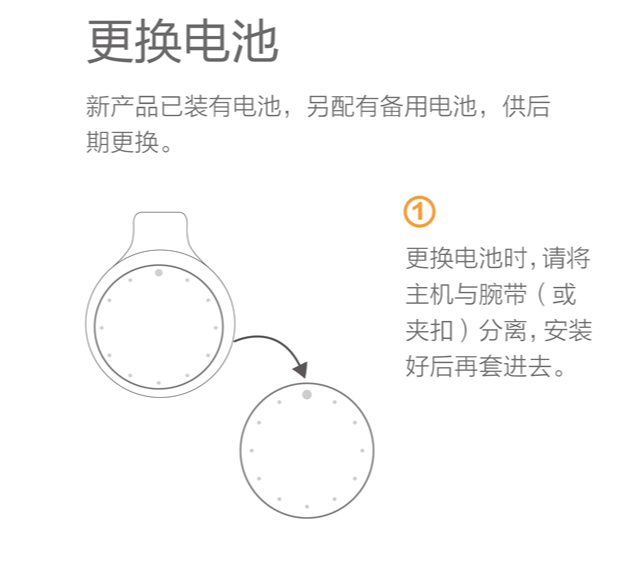 更换电池
新产品已装有电池，另配有备用电池，供后
期更换。
①
更换电池时，请将
主机与腕带（或
夹扣）分离，安装
好后再套进去。